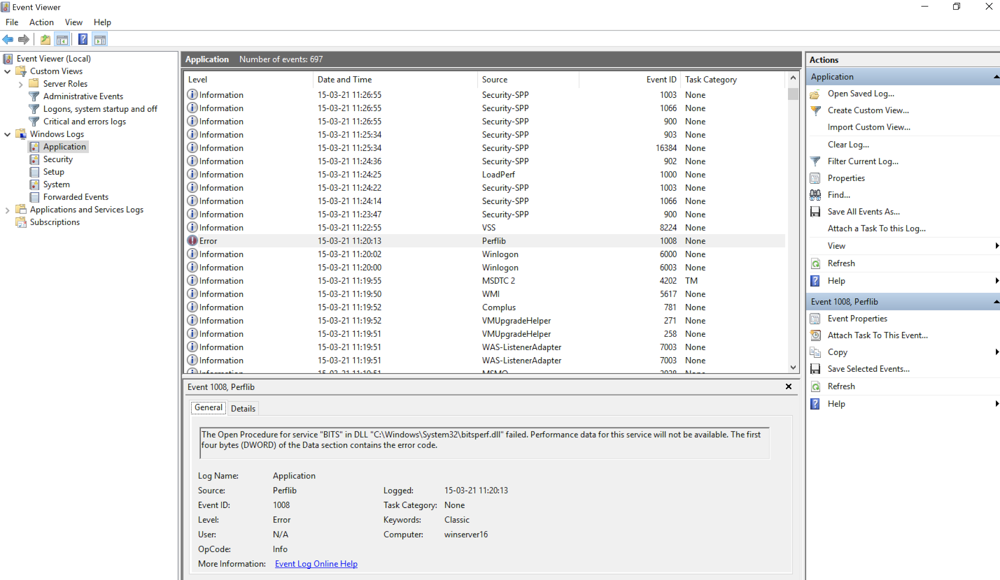 Event Viewer
File Action View Help
Event Viewer (Local)
Custom Views
Server Roles
Administrative Events
Logons, system startup and off
Critical and errors logs
Windows Logs
Application
Security
Setup
System
Forwarded Events
Applications and Services Logs
Subscriptions
Application Number of events: 697
Level Date and Time Source Event ID Task Category
Information 15-03-21 11:26:55 Security-SPP 1003 None
Information 15-03-21 11:26:55 Security-SPP 1066 None
Information 15-03-21 11:26:55 Security-SPP 900 None
Information 15-03-21 11:25:34 Security-SPP 903 None
Information 15-03-21 11:25:34 Security-SPP 16384 None
Information 15-03-21 11:24:36 Security-SPP 902 None
Information 15-03-21 11:24:25 LoadPerf 1000 None
Information 15-03-21 11:24:22 Security-SPP 1003 None
Information 15-03-21 11:24:14 Security-SPP 1066 None
Information 15-03-21 11:23:47 Security-SPP 900 None
Information 15-03-21 11:22:55 VSS 8224 None
Error 15-03-21 11:20:13 Perflib 1008 None
Information 15-03-21 11:20:02 Winlogon 6000 None
Information 15-03-21 11:20:00 Winlogon 6003 None
Information 15-03-21 11:19:55 MSDTC 2 4202 TM
Information 15-03-21 11:19:50 WMI 5617 None
Information 15-03-21 11:19:52 Complus 781 None
Information 15-03-21 11:19:52 VMUpgradeHelper 271 None
Information 15-03-21 11:19:51 VMUpgradeHelper 258 None
Information 15-03-21 11:19:51 WAS-ListenerAdapter 7003 None
Information 15-03-21 11:19:51 WAS-ListenerAdapter 7003 None
Event 1008, Perflib
General Details
The Open Procedure for service "BITS" in DLL "C:\Windows\System32\bitsperf.dll" failed. Performance data for this service will not be available. The first
four bytes (DWORD) of the Data section contains the error code.
Log Name: Application
Source: Perflib Logged: 15-03-21 11:20:13
Event ID: 1008 Task Category: None
Level: Error Keywords: Classic
User: N/A Computer: winserver16
OpCode: Info
More Information: Event Log Online Help
Actions
Application
Open Saved Log...
Create Custom View...
Import Custom View...
Clear Log...
Filter Current Log...
Properties
Find...
Save All Events As...
Attach a Task To this Log...
View
Refresh
Help
Event 1008, Perflib
Event Properties
Attach Task To This Event...
Copy
Save Selected Events...
Refresh
Help